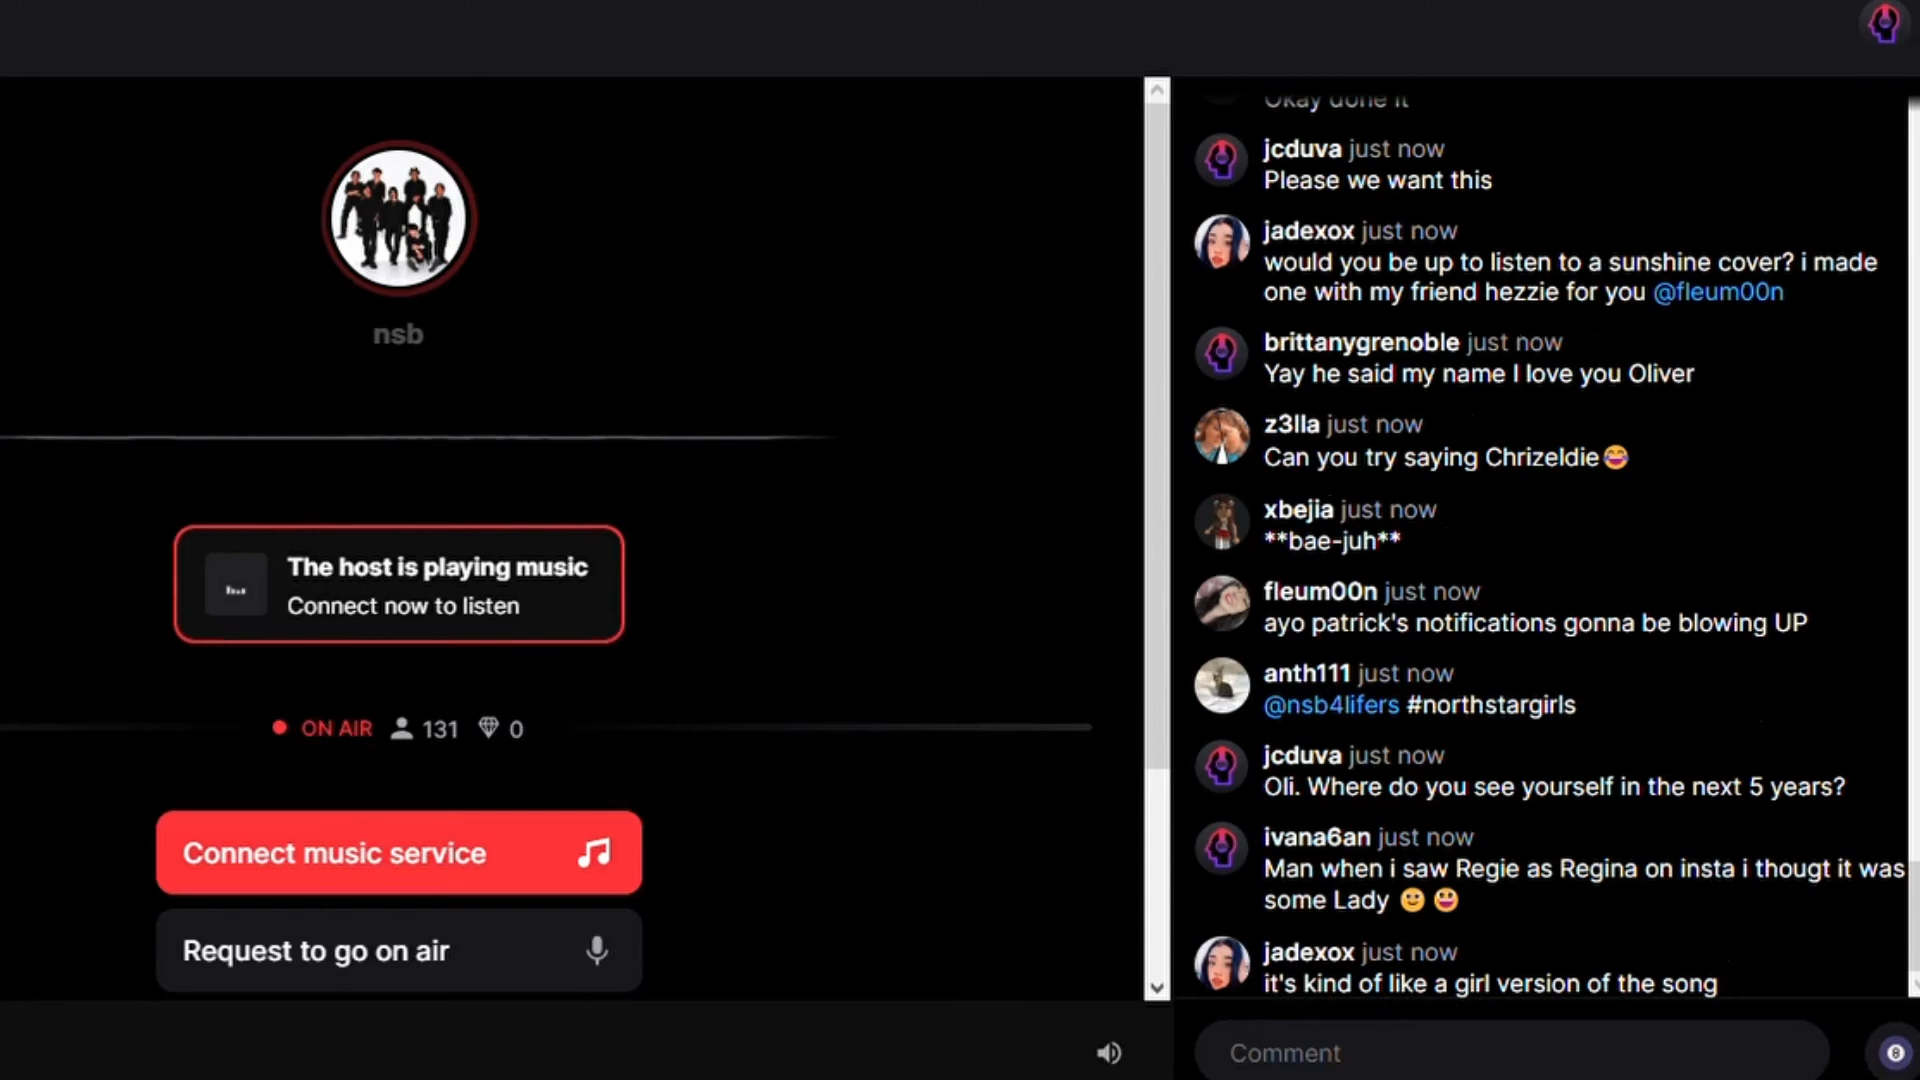 nsb
The host is playing music
Connect now to listen
ON AIR 131 0
Connect music service
Request to go on air
Okay done it
jcduva just now
Please we want this
jadexox just now
would you be up to listen to a sunshine cover? i made
one with my friend hezzie for you @fleum00n
brittanygrenoble just now
Yay he said my name I love you Oliver
z3lla just now
Can you try saying Chrizeldie😂
xbejia just now
**bae-juh**
fleum00n just now
ayo patrick's notifications gonna be blowing UP
anth111 just now
@nsb4lifers #northstargirls
jcduva just now
Oli. Where do you see yourself in the next 5 years?
ivana6an just now
Man when i saw Regie as Regina on insta i thougt it was
some Lady 🙂 😃
jadexox just now
it's kind of like a girl version of the song
Comment